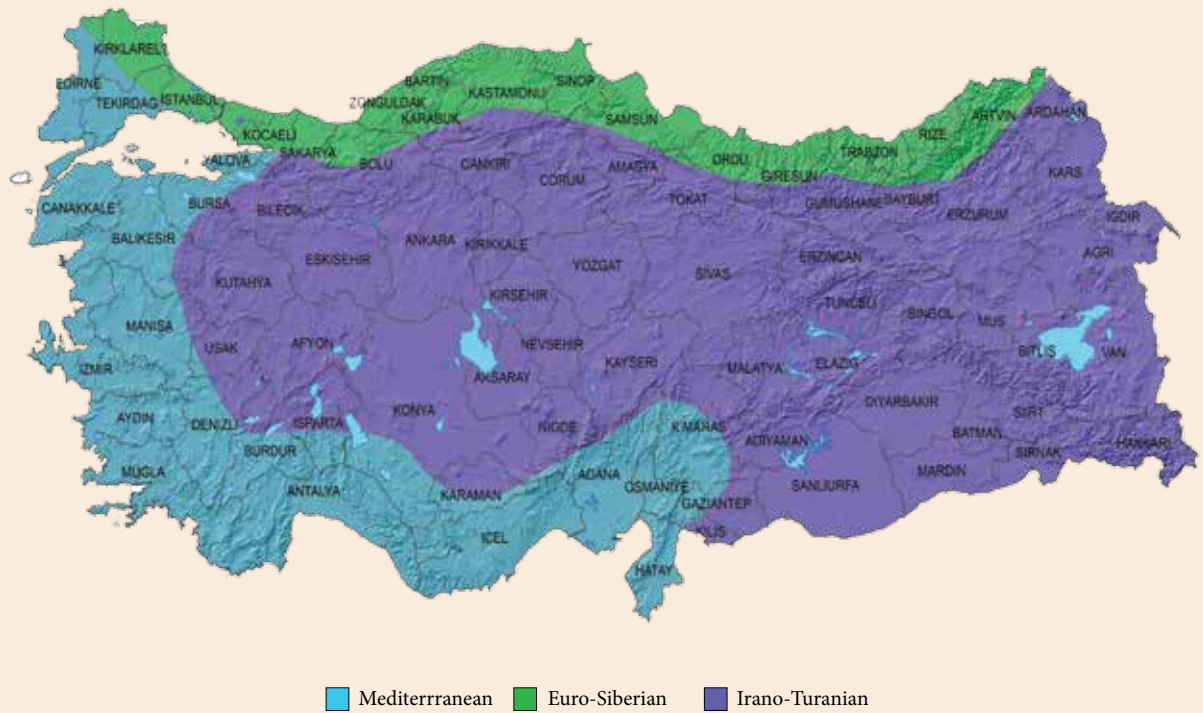 KIRKLARELI
EDIRNE
TEKIRDAG
ISTANBUL
KOCAELI
YALOVA
SAKARYA
ZONGULDAK
BARTIN
KARABUK
KASTAMONU
SINOP
SAMSUN
ORDU
GIRESUN
TRABZON
RIZE
ARTVIN
ARDAHAN
BOLU
CANKIRI
CORUM
AMAGYA
TOKAT
GUMUSHANE
BAYBURT
ERZURUM
KARS
IGDIR
AGRI
CANAKKALE
BURSA
BILECIK
BALIKESIR
ESKISEHIR
ANKARA
KIRIKKALE
YOZGAT
SIVAS
ERZINCAN
KUTAHYA
KIRSEHIR
TUNCELI
BINGOL
MUS
BITLIS
VAN
MANISA
USAK
AFYON
NEVSEHIR
KAYSERI
MALATYA
ELAZIG
IZMIR
AKSARAY
DIYARBAKIR
SIIRT
BATMAN
SIRNAK
HAKKARI
AYDIN
DENIZLI
ISPARTA
KONYA
NIGDE
K.MARAS
ADIYAMAN
BURDUR
MUGLA
ANTALYA
KARAMAN
ADANA
OSMANIYE
GAZIANTEP
SANLIURFA
MARDIN
KILIS
ICEL
HATAY
Mediterrranean Euro-Siberian Irano-Turanian